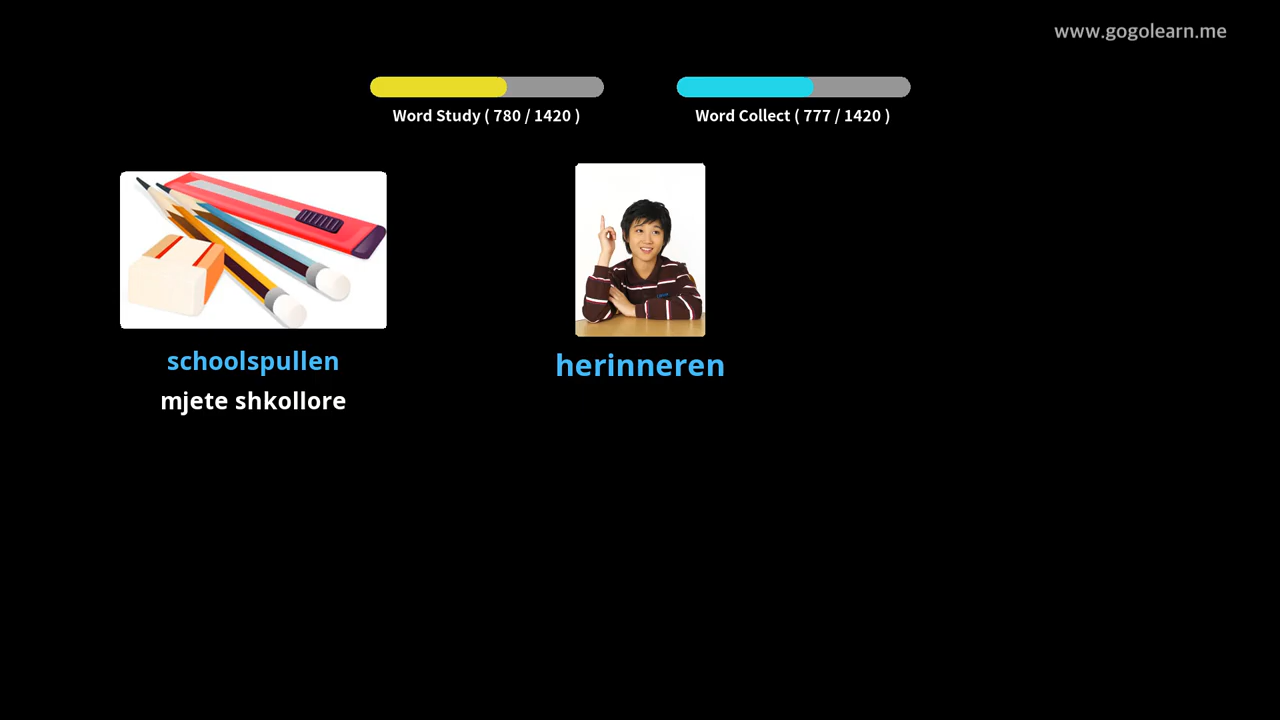 www.gogolearn.me
Word Study ( 780 / 1420 )
Word Collect ( 777 / 1420 )
schoolspullen
mjete shkollore
herinneren